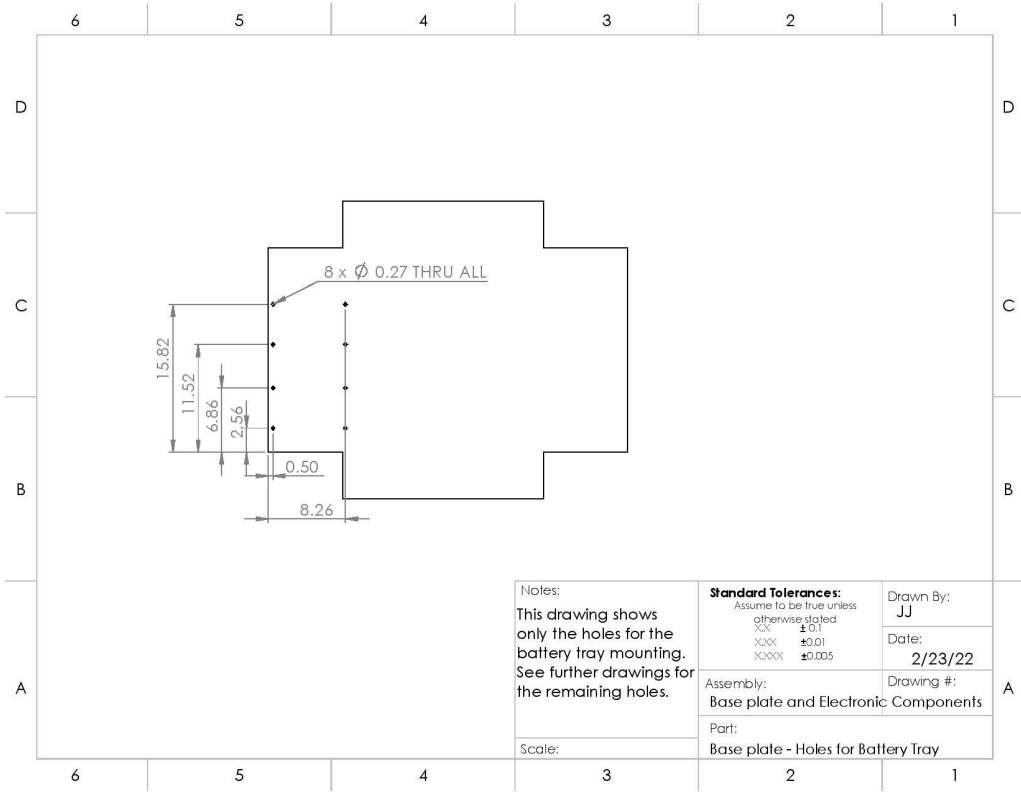 6 5 4 3 2 1
D D
8 x Ø 0.27 THRU ALL
C C
15.82
11.52
6.86
2.56
0.50
B B
8.26
Notes:
This drawing shows
only the holes for the
battery tray mounting.
See further drawings for
the remaining holes.
Scale:
Standard Tolerances:
Assume to be true unless
otherwise stated
X.X ± 0.1
X.XX ±0.01
X.XXX ±0.005
Drawn By:
JJ
Date:
2/23/22
Assembly:
Base plate and Electronic Components
Drawing #:
Part:
Base plate - Holes for Battery Tray
A A
6 5 4 3 2 1